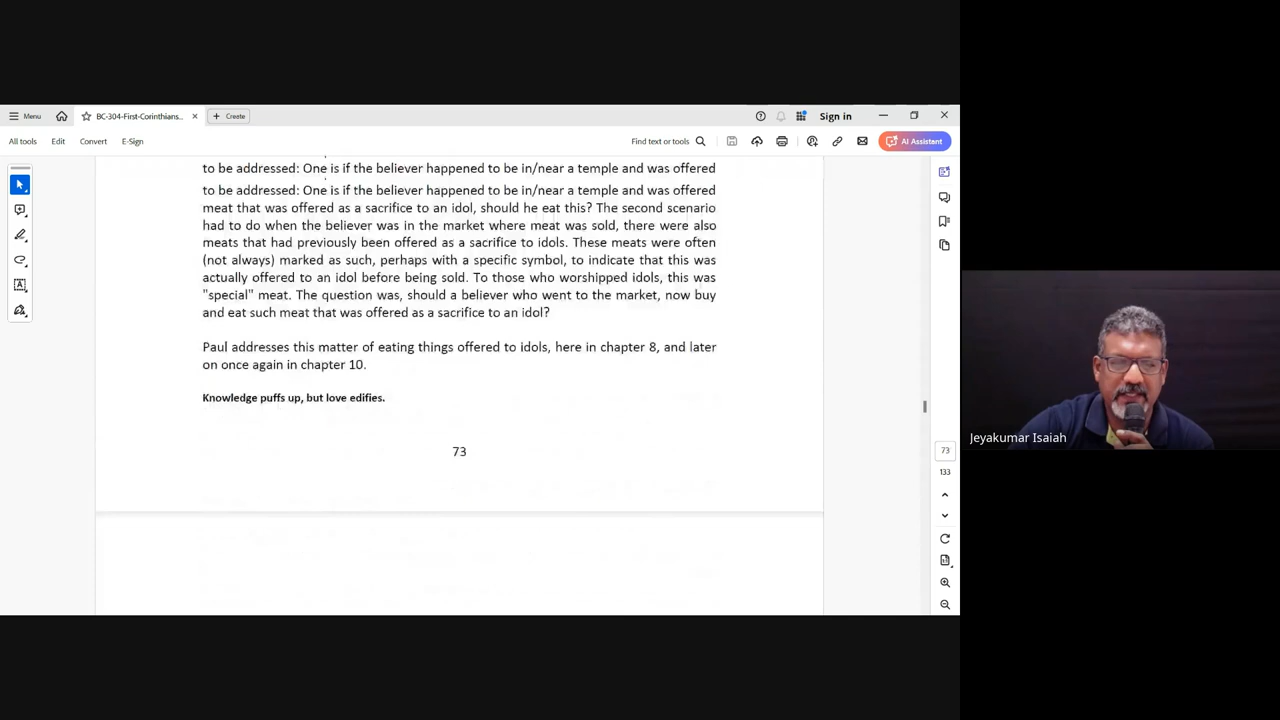 Menu
BC-304-First-Corinthians...
Create
Sign in
All tools
Edit
Convert
E-Sign
Find text or tools
AI Assistant
to be addressed: One is if the believer happened to be in/near a temple and was offered
to be addressed: One is if the believer happened to be in/near a temple and was offered
meat that was offered as a sacrifice to an idol, should he eat this? The second scenario
had to do when the believer was in the market where meat was sold, there were also
meats that had previously been offered as a sacrifice to idols. These meats were often
(not always) marked as such, perhaps with a specific symbol, to indicate that this was
actually offered to an idol before being sold. To those who worshipped idols, this was
"special" meat. The question was, should a believer who went to the market, now buy
and eat such meat that was offered as a sacrifice to an idol?
Paul addresses this matter of eating things offered to idols, here in chapter 8, and later
on once again in chapter 10.
Knowledge puffs up, but love edifies.
73
73
133
Jeyakumar Isaiah